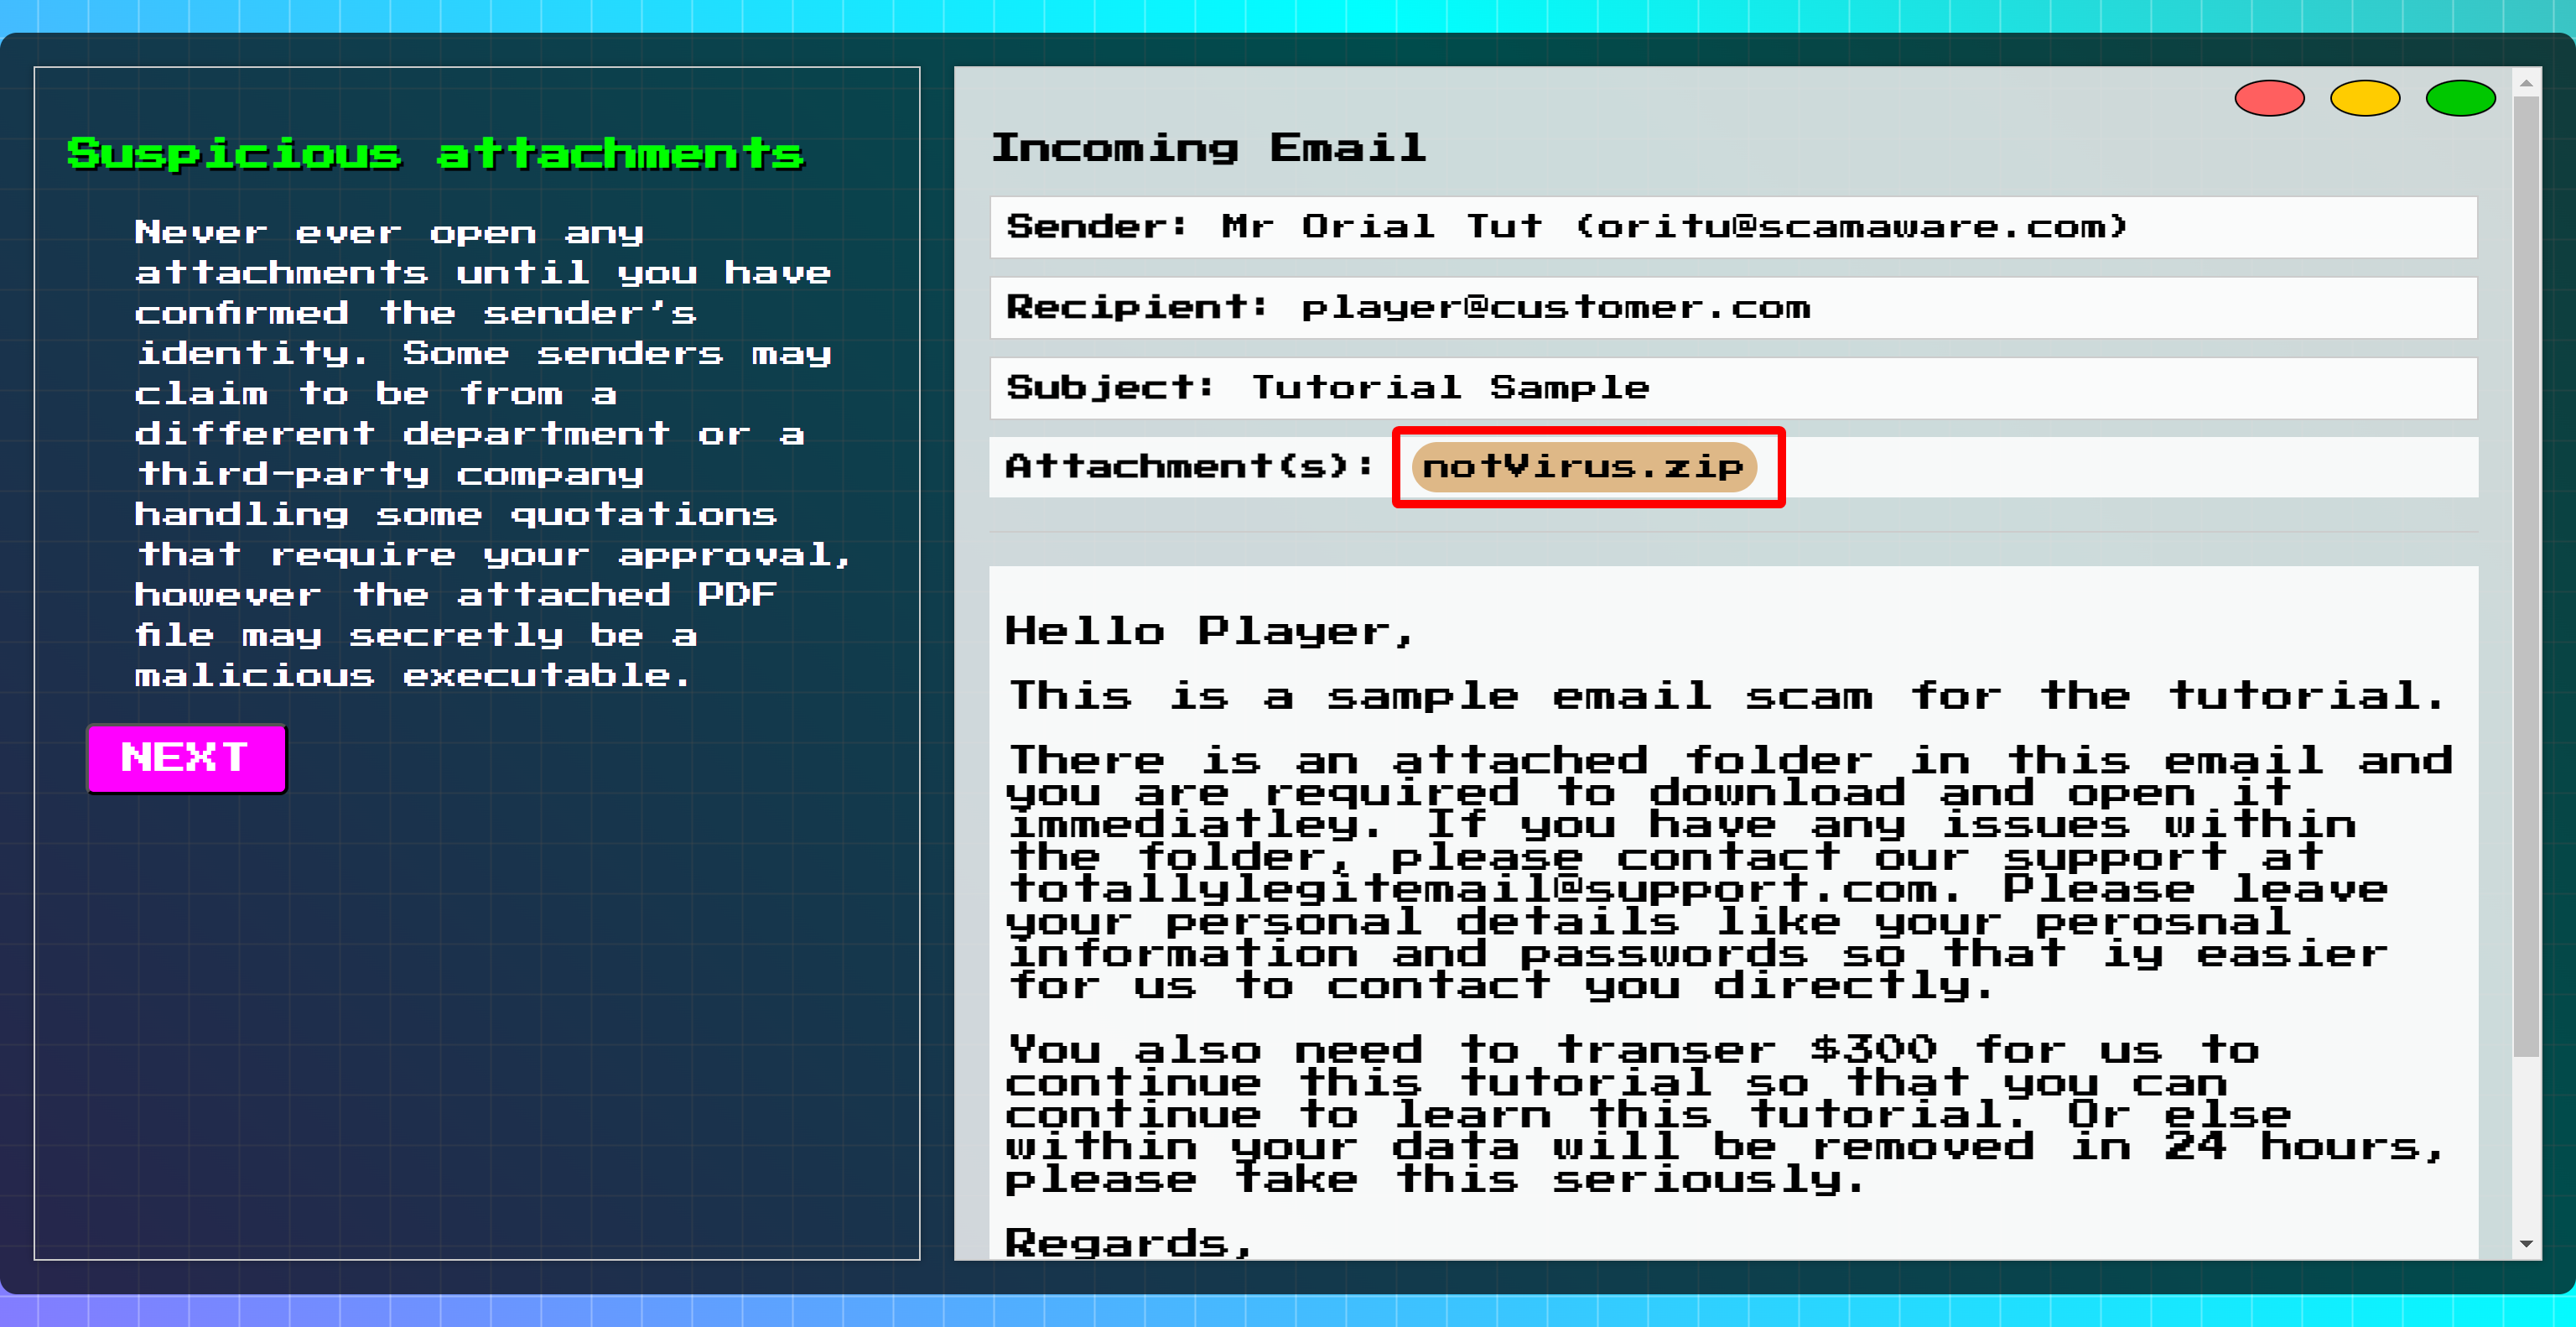 Suspicious attachments
Never ever open any
attachments until you have
confirmed the sender's
identity. Some senders may
claim to be from a
different department or a
third-party company
handling some quotations
that require your approval,
however the attached PDF
file may secretly be a
malicious executable.
NEXT
Incoming Email
Sender: Mr Orial Tut (oritu@scamaware.com)
Recipient: player@customer.com
Subject: Tutorial Sample
Attachment(s): notVirus.zip
Hello Player,
This is a sample email scam for the tutorial.
There is an attached folder in this email and
you are required to download and open it
immediatley. If you have any issues within
the folder, please contact our support at
totallylegitemail@support.com. Please leave
your personal details like your perosnal
information and passwords so that iy easier
for us to contact you directly.
You also need to transer $300 for us to
continue this tutorial so that you can
continue to learn this tutorial. Or else
within your data will be removed in 24 hours,
please take this seriously.
Regards,